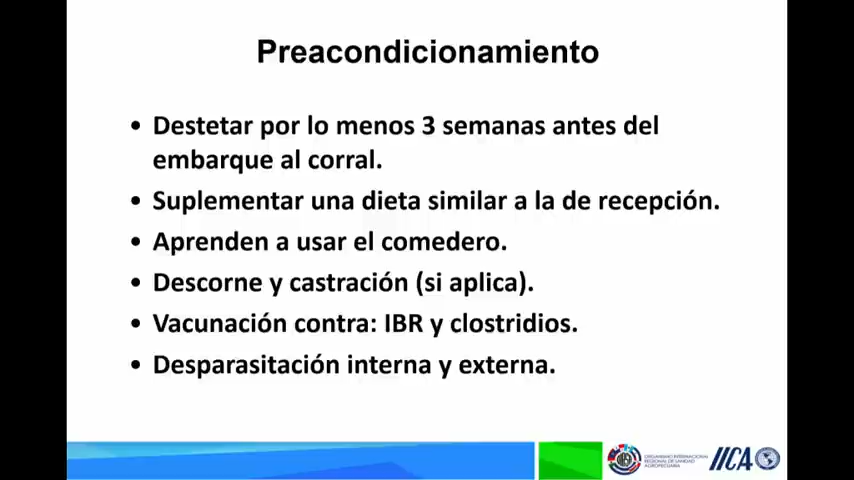 Preacondicionamiento
• Destetar por lo menos 3 semanas antes del
embarque al corral.
• Suplementar una dieta similar a la de recepción.
• Aprenden a usar el comedero.
• Descorne y castración (si aplica).
• Vacunación contra: IBR y clostridios.
• Desparasitación interna y externa.
ORGANISMO INTERNACIONAL
REGIONAL DE SANIDAD
AGROPECUARIA
IICA